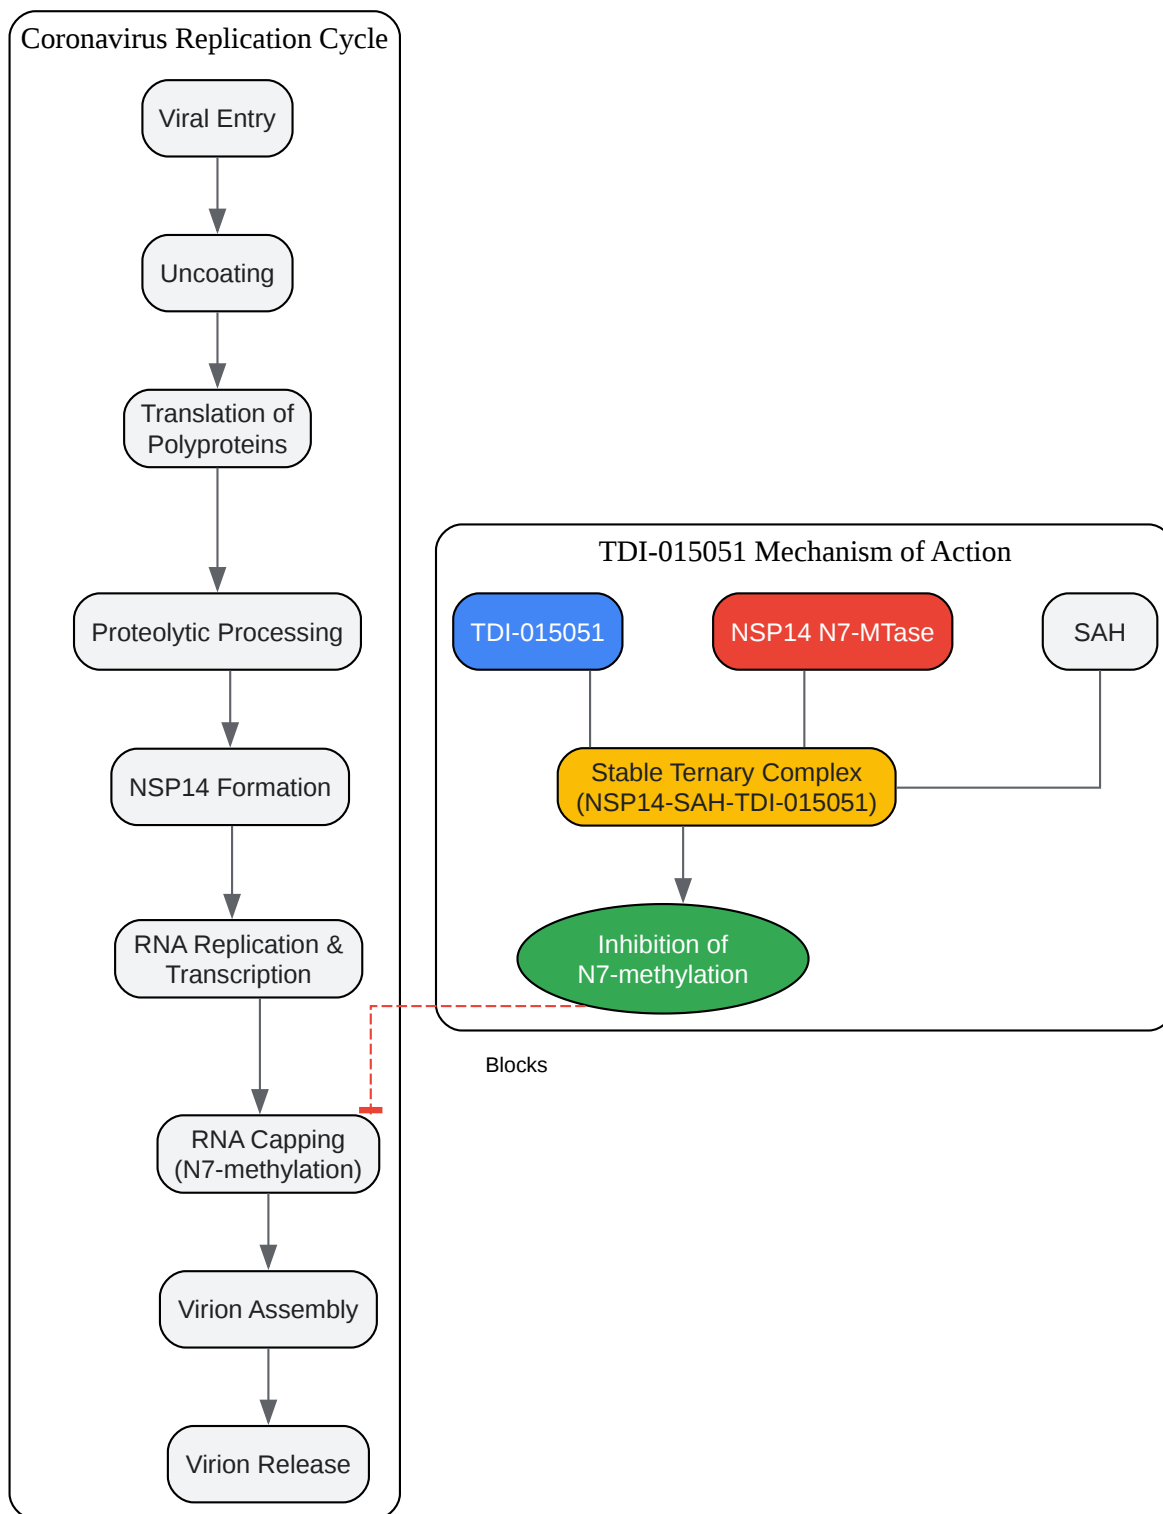 Coronavirus Replication Cycle
Viral Entry
Uncoating
Translation of
Polyproteins
Proteolytic Processing
NSP14 Formation
RNA Replication &
Transcription
RNA Capping
(N7-methylation)
Virion Assembly
Virion Release
TDI-015051 Mechanism of Action
TDI-015051
NSP14 N7-MTase
SAH
Stable Ternary Complex
(NSP14-SAH-TDI-015051)
Inhibition of
N7-methylation
Blocks